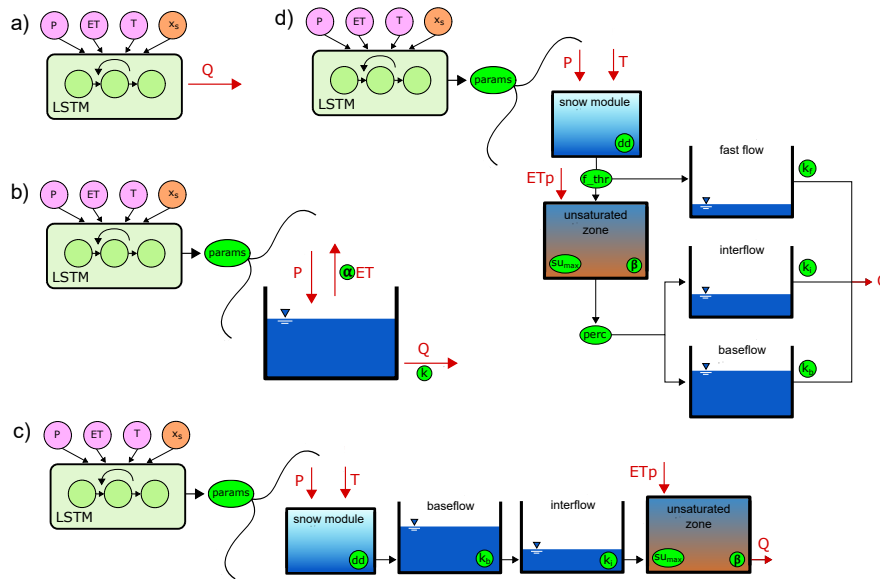 a)
P ET T xs
LSTM
Q
b)
P ET T xs
LSTM
params
P
α ET
Q
k
c)
P ET T xs
LSTM
params
P T
snow module
dd
baseflow
kb
interflow
ki
ETp
unsaturated
zone
sumax
β
Q
d)
P ET T xs
LSTM
params
P T
snow module
dd
f_thr
ETp
unsaturated
zone
sumax
β
perc
fast flow
kf
interflow
ki
baseflow
kb